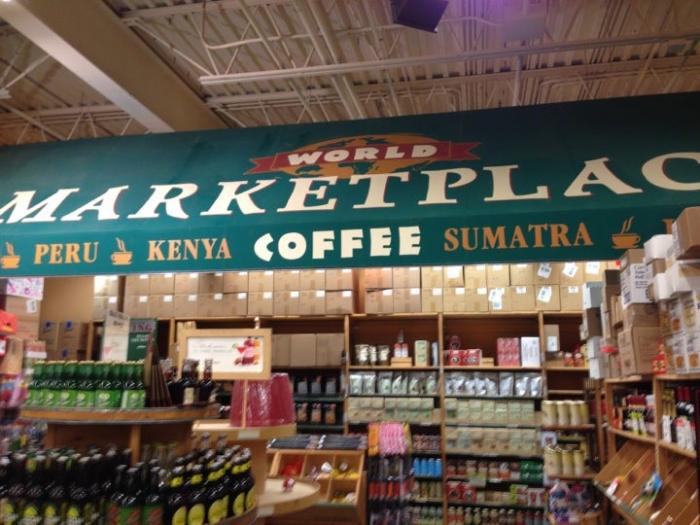 WORLD
MARKETPLAC
PERU KENYA COFFEE SUMATRA